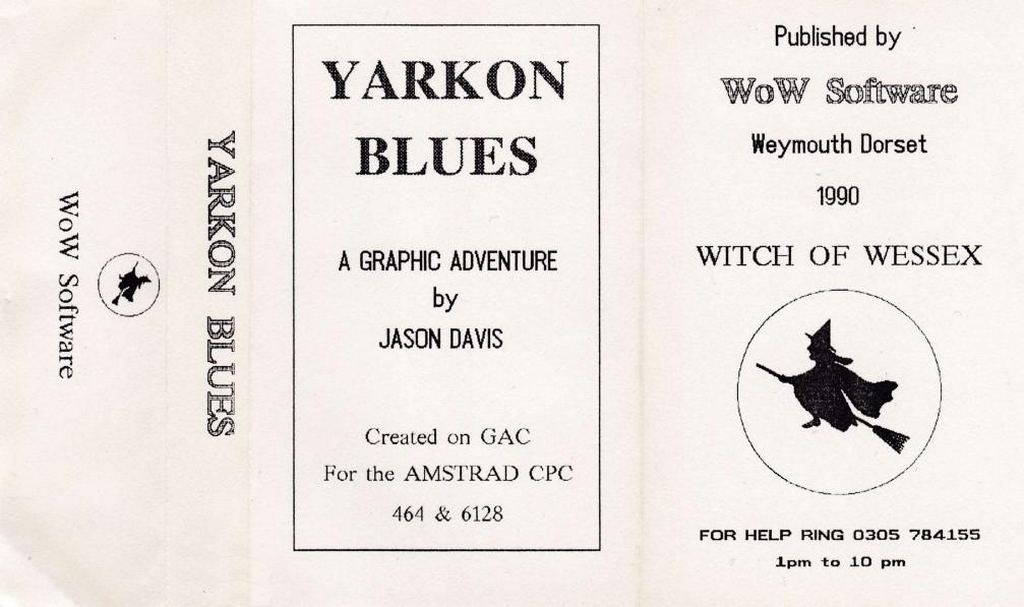 WoW Software
YARKON BLUES
YARKON
BLUES
A GRAPHIC ADVENTURE
by
JASON DAVIS
Created on GAC
For the AMSTRAD CPC
464 & 6128
Published by
WoW Software
Weymouth Dorset
1990
WITCH OF WESSEX
FOR HELP RING 0305 784155
1pm to 10 pm